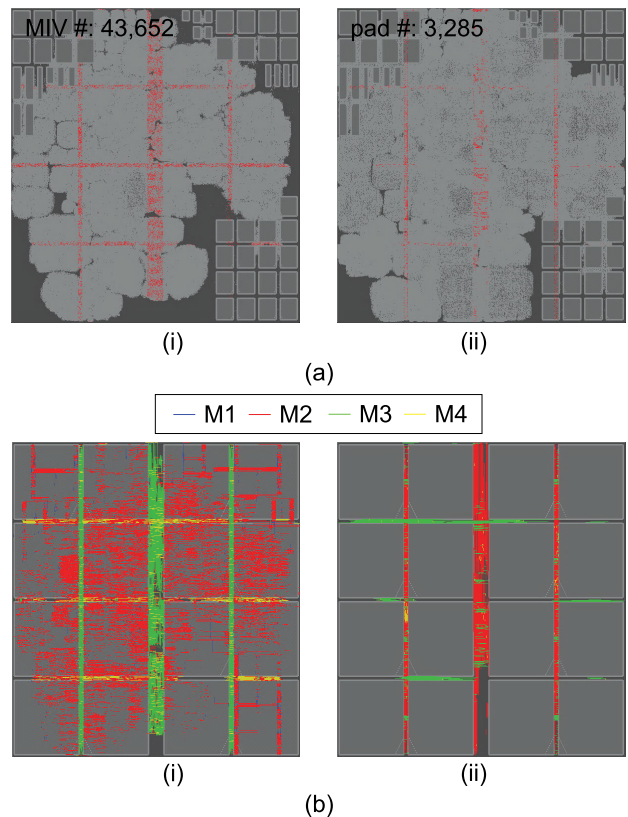 MIV #: 43,652
pad #: 3,285
(i)
(ii)
(a)
M1 M2 M3 M4
(i)
(ii)
(b)